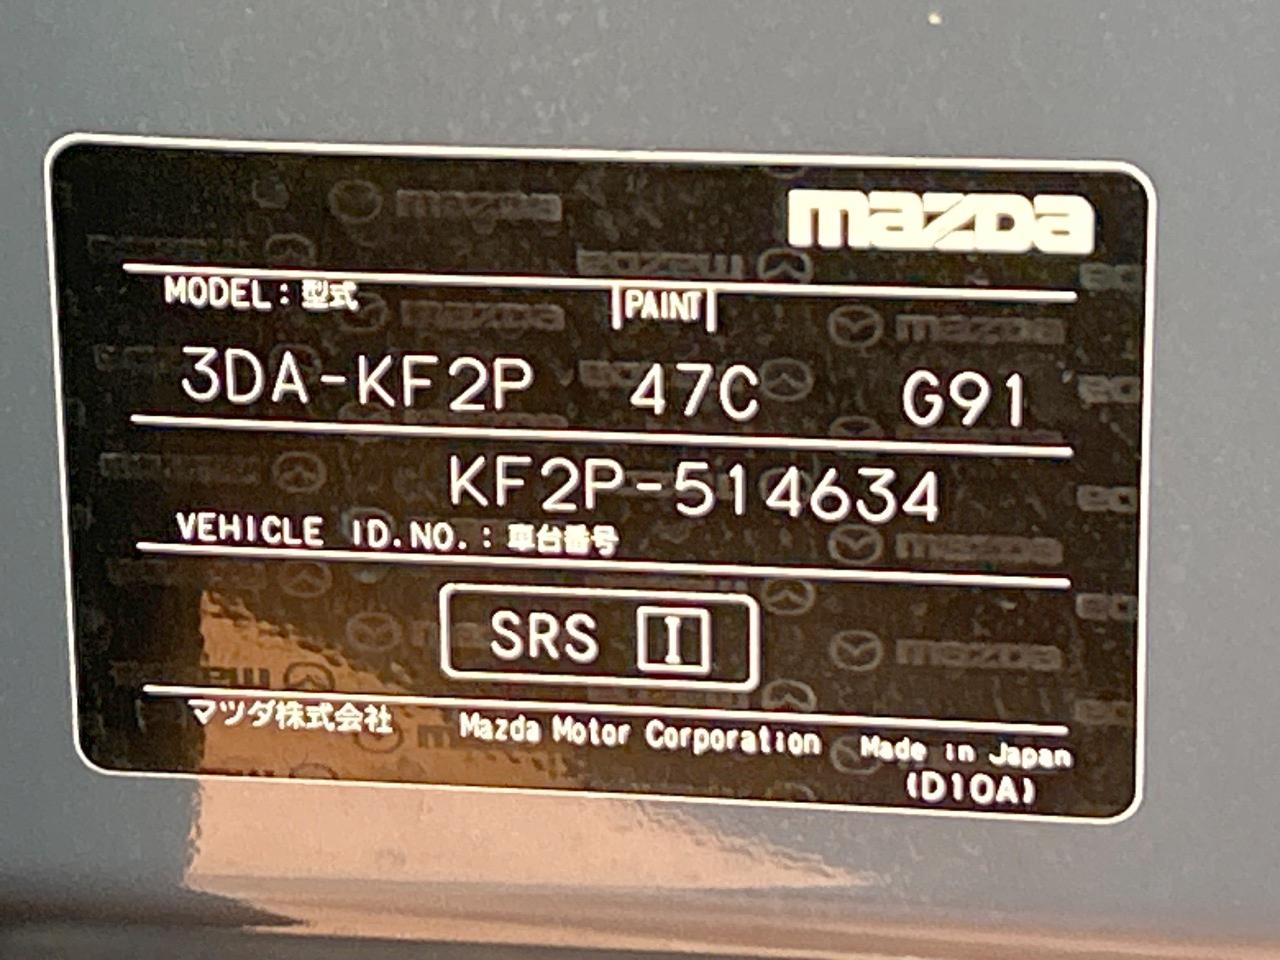 mazda
MODEL：型式 PAINT
3DA-KF2P 47C G91
KF2P-514634
VEHICLE ID.NO.：車台番号
SRS I
マツダ株式会社 Mazda Motor Corporation Made in Japan
(D10A)